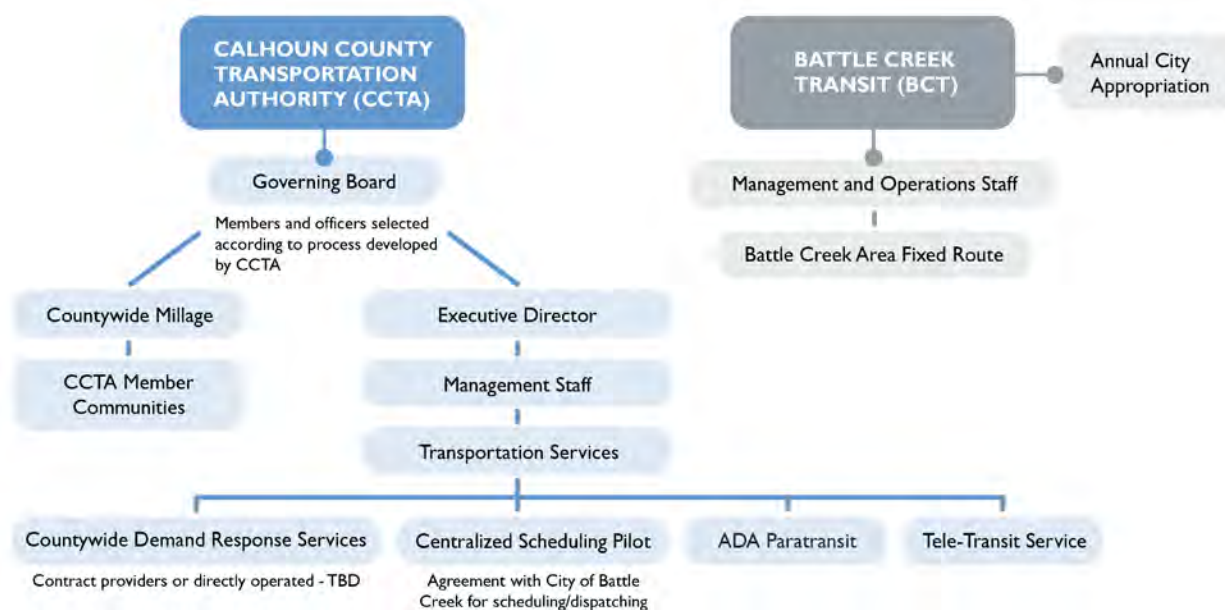 CALHOUN COUNTY
TRANSPORTATION
AUTHORITY (CCTA)
BATTLE CREEK
TRANSIT (BCT)
Annual City
Appropriation
Governing Board
Members and officers selected
according to process developed
by CCTA
Management and Operations Staff
Battle Creek Area Fixed Route
Countywide Millage
Executive Director
CCTA Member
Communities
Management Staff
Transportation Services
Countywide Demand Response Services
Contract providers or directly operated - TBD
Centralized Scheduling Pilot
Agreement with City of Battle
Creek for scheduling/dispatching
ADA Paratransit
Tele-Transit Service